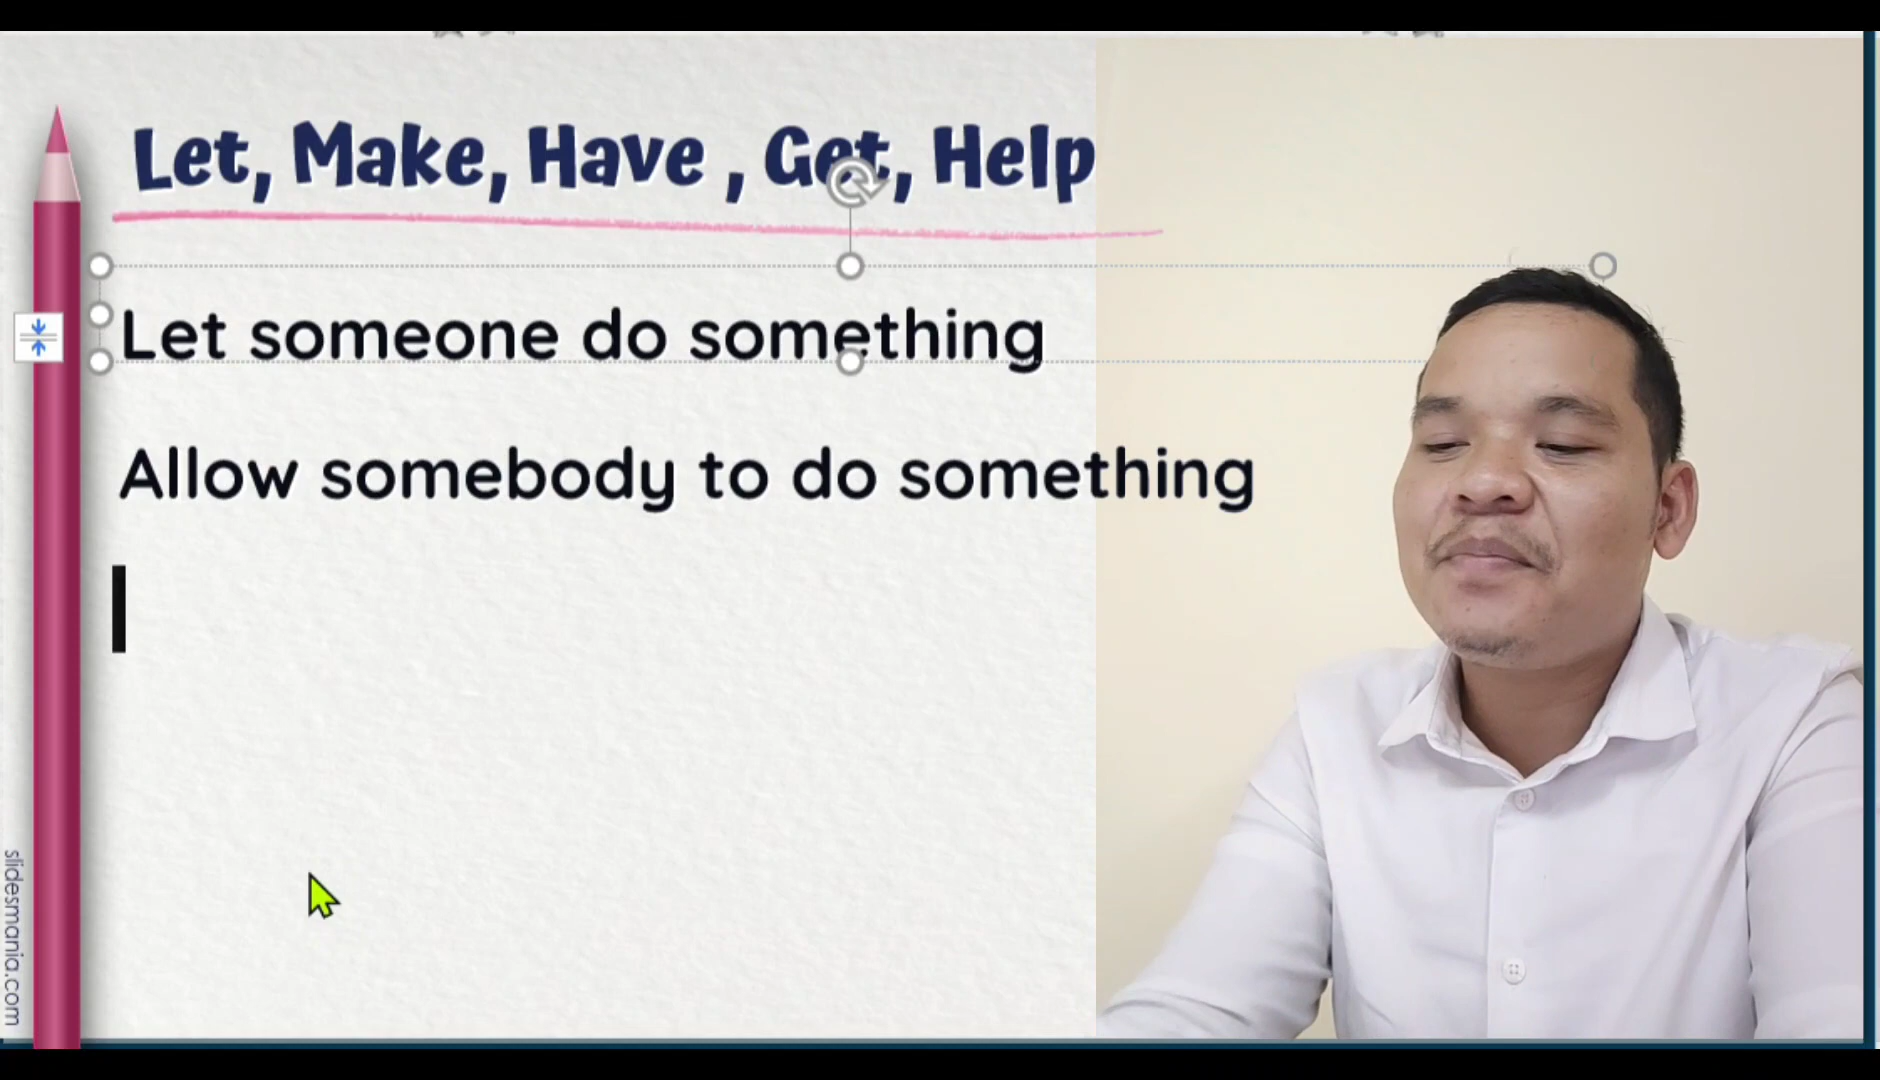 Let, Make, Have , Get, Help
Let someone do something
Allow somebody to do something
slidesmania.com